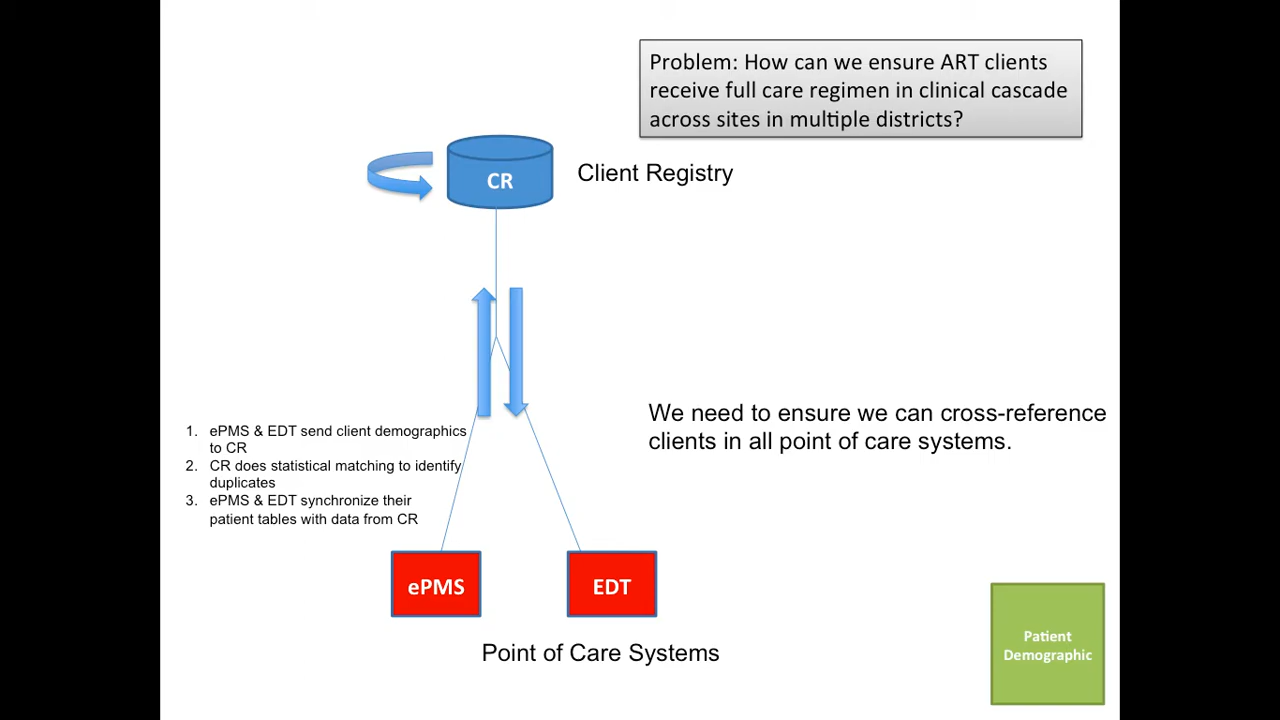 Problem: How can we ensure ART clients
receive full care regimen in clinical cascade
across sites in multiple districts?
CR
Client Registry
We need to ensure we can cross-reference
clients in all point of care systems.
1. ePMS & EDT send client demographics
to CR
2. CR does statistical matching to identify
duplicates
3. ePMS & EDT synchronize their
patient tables with data from CR
ePMS
EDT
Point of Care Systems
Patient
Demographic